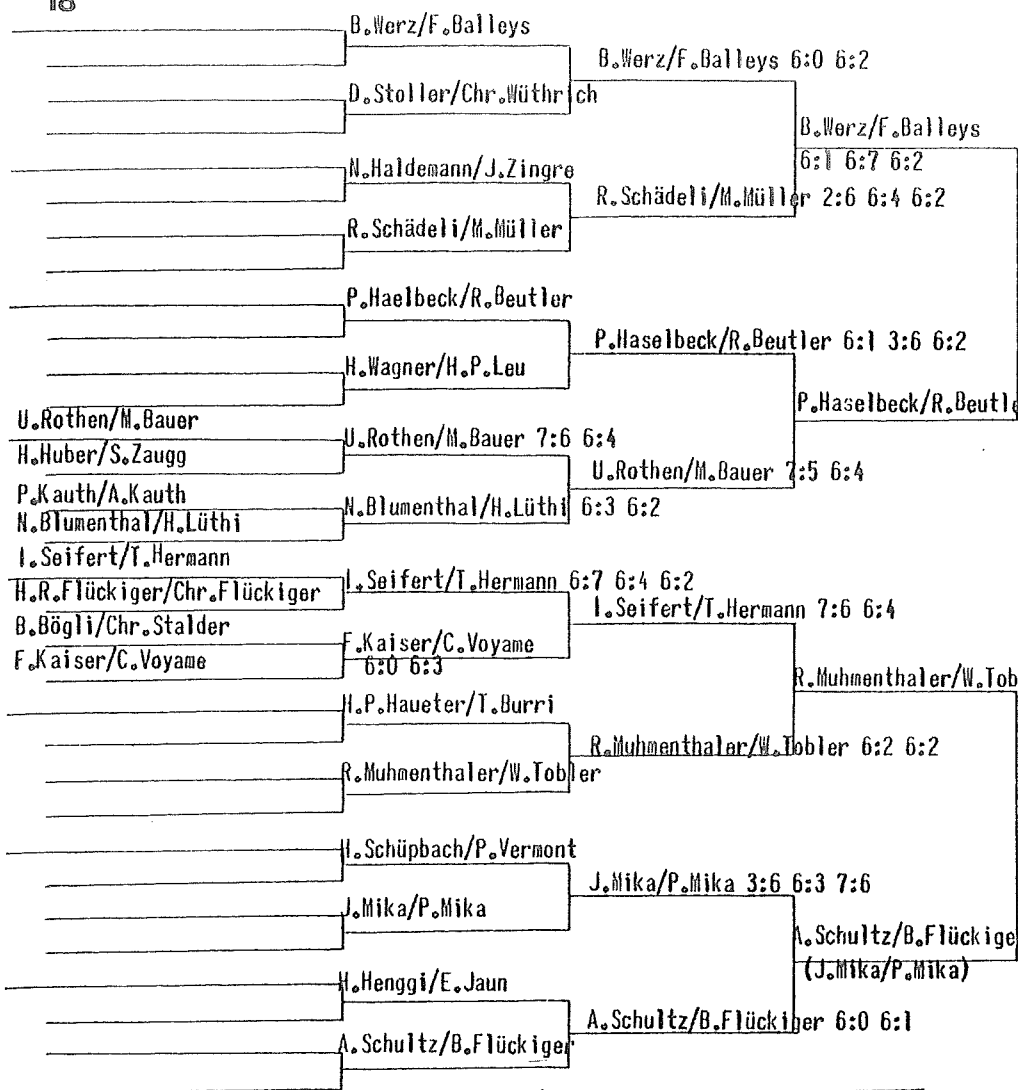 18
B.Werz/F.Balleys
B.Werz/F.Balleys 6:0 6:2
D.Stoller/Chr.Wüthrich
B.Werz/F.Balleys
6:1 6:7 6:2
N.Haldemann/J.Zingre
R.Schädeli/M.Müller 2:6 6:4 6:2
R.Schädeli/M.Müller
P.Haelbeck/R.Beutler
P.Haselbeck/R.Beutler 6:1 3:6 6:2
H.Wagner/H.P.Leu
P.Haselbeck/R.Beutle
U.Rothen/M.Bauer
U.Rothen/M.Bauer 7:6 6:4
H.Huber/S.Zaugg
U.Rothen/M.Bauer 7:5 6:4
P.Kauth/A.Kauth
N.Blumenthal/H.Lüthi 6:3 6:2
N.Blumenthal/H.Lüthi
I.Seifert/T.Hermann
I.Seifert/T.Hermann 6:7 6:4 6:2
H.R.Flückiger/Chr.Flückiger
I.Seifert/T.Hermann 7:6 6:4
B.Bögli/Chr.Stalder
F.Kaiser/C.Voyame
6:0 6:3
F.Kaiser/C.Voyame
R.Muhmenthaler/W.Tob
H.P.Haueter/T.Burri
R.Muhmenthaler/W.Tobler 6:2 6:2
R.Muhmenthaler/W.Tobler
H.Schüpbach/P.Vermont
J.Mika/P.Mika 3:6 6:3 7:6
J.Mika/P.Mika
A.Schultz/B.Flückige
(J.Mika/P.Mika)
H.Henggi/E.Jaun
A.Schultz/B.Flückiger 6:0 6:1
A.Schultz/B.Flückiger